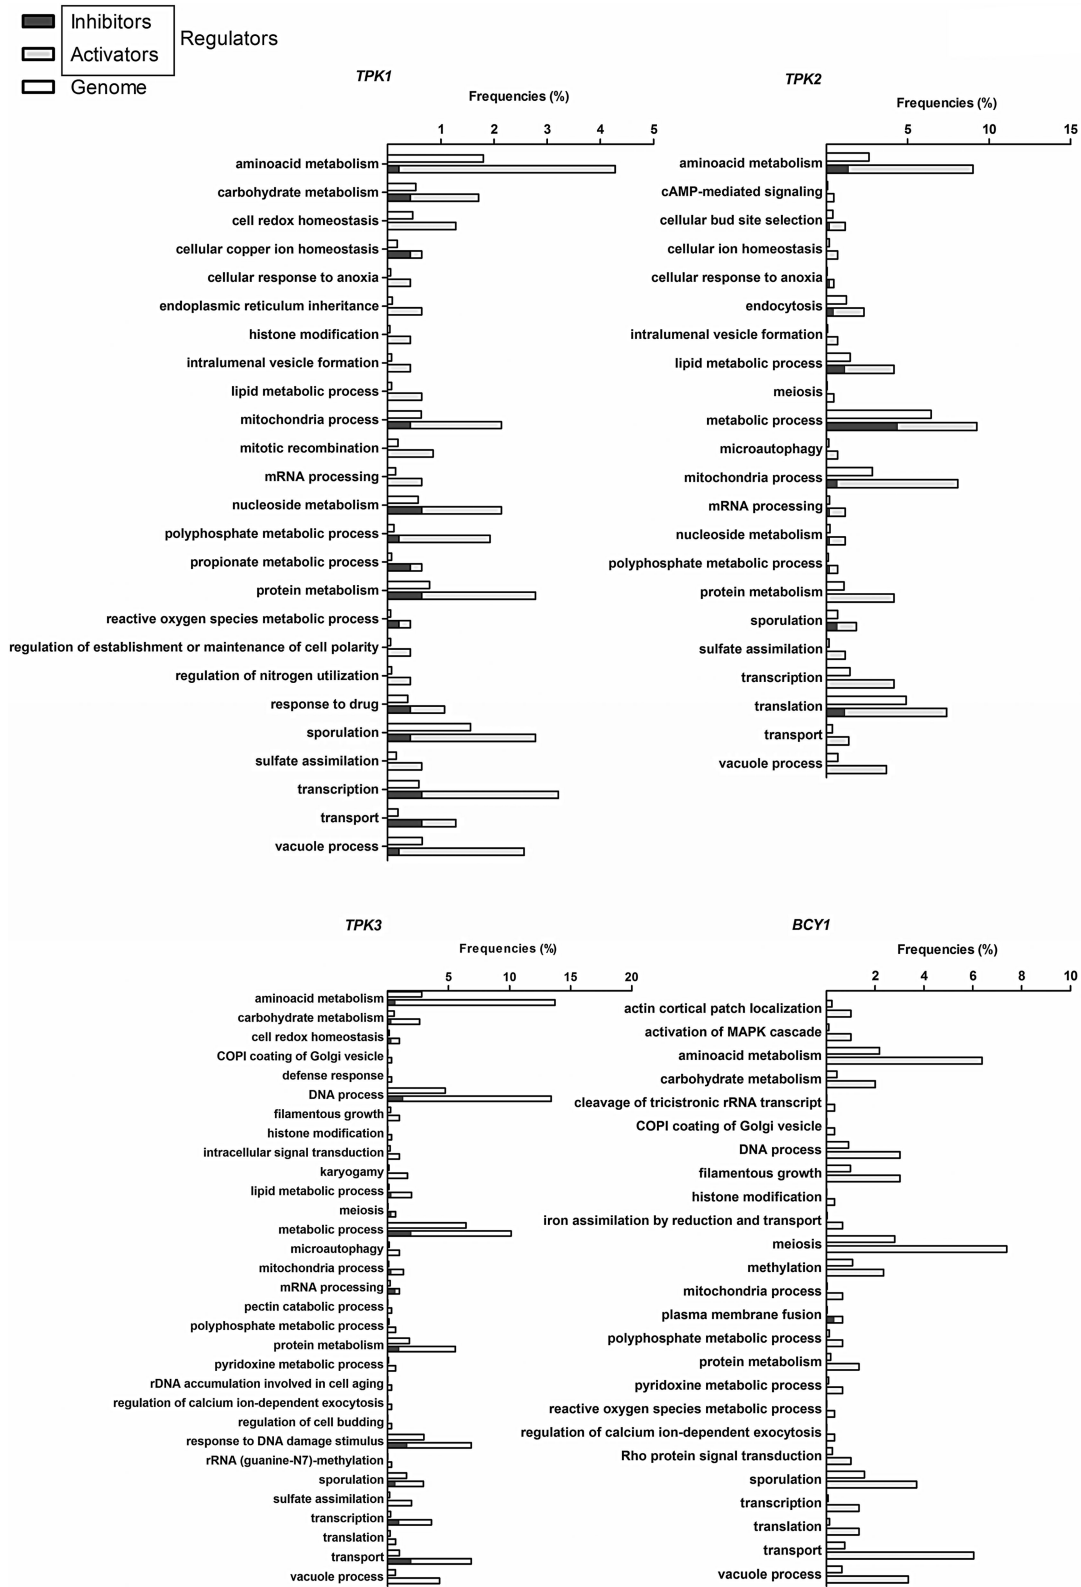 Inhibitors
Activators
Regulators
Genome
TPK1
Frequencies (%)
1 2 3 4 5
aminoacid metabolism
carbohydrate metabolism
cell redox homeostasis
cellular copper ion homeostasis
cellular response to anoxia
endoplasmic reticulum inheritance
histone modification
intralumenal vesicle formation
lipid metabolic process
mitochondria process
mitotic recombination
mRNA processing
nucleoside metabolism
polyphosphate metabolic process
propionate metabolic process
protein metabolism
reactive oxygen species metabolic process
regulation of establishment or maintenance of cell polarity
regulation of nitrogen utilization
response to drug
sporulation
sulfate assimilation
transcription
transport
vacuole process
TPK2
Frequencies (%)
5 10 15
aminoacid metabolism
cAMP-mediated signaling
cellular bud site selection
cellular ion homeostasis
cellular response to anoxia
endocytosis
intralumenal vesicle formation
lipid metabolic process
meiosis
metabolic process
microautophagy
mitochondria process
mRNA processing
nucleoside metabolism
polyphosphate metabolic process
protein metabolism
sporulation
sulfate assimilation
transcription
translation
transport
vacuole process
TPK3
Frequencies (%)
5 10 15 20
aminoacid metabolism
carbohydrate metabolism
cell redox homeostasis
COPI coating of Golgi vesicle
defense response
DNA process
filamentous growth
histone modification
intracellular signal transduction
karyogamy
lipid metabolic process
meiosis
metabolic process
microautophagy
mitochondria process
mRNA processing
pectin catabolic process
polyphosphate metabolic process
protein metabolism
pyridoxine metabolic process
rDNA accumulation involved in cell aging
regulation of calcium ion-dependent exocytosis
regulation of cell budding
response to DNA damage stimulus
rRNA (guanine-N7)-methylation
sporulation
sulfate assimilation
transcription
translation
transport
vacuole process
BCY1
Frequencies (%)
2 4 6 8 10
actin cortical patch localization
activation of MAPK cascade
aminoacid metabolism
carbohydrate metabolism
cleavage of tricistronic rRNA transcript
COPI coating of Golgi vesicle
DNA process
filamentous growth
histone modification
iron assimilation by reduction and transport
meiosis
methylation
mitochondria process
plasma membrane fusion
polyphosphate metabolic process
protein metabolism
pyridoxine metabolic process
reactive oxygen species metabolic process
regulation of calcium ion-dependent exocytosis
Rho protein signal transduction
sporulation
transcription
translation
transport
vacuole process